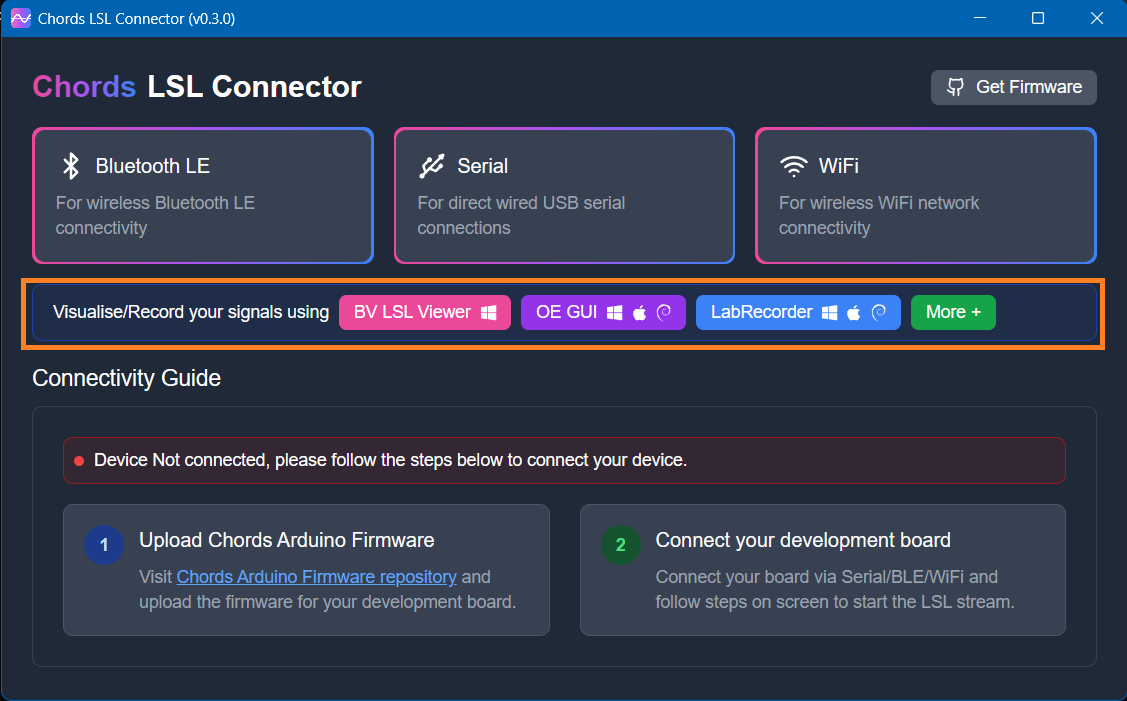 Chords LSL Connector (v0.3.0)
Chords LSL Connector
Get Firmware
Bluetooth LE
For wireless Bluetooth LE
connectivity
Serial
For direct wired USB serial
connections
WiFi
For wireless WiFi network
connectivity
Visualise/Record your signals using BV LSL Viewer OE GUI LabRecorder More +
Connectivity Guide
Device Not connected, please follow the steps below to connect your device.
1 Upload Chords Arduino Firmware
Visit Chords Arduino Firmware repository and
upload the firmware for your development board.
2 Connect your development board
Connect your board via Serial/BLE/WiFi and
follow steps on screen to start the LSL stream.